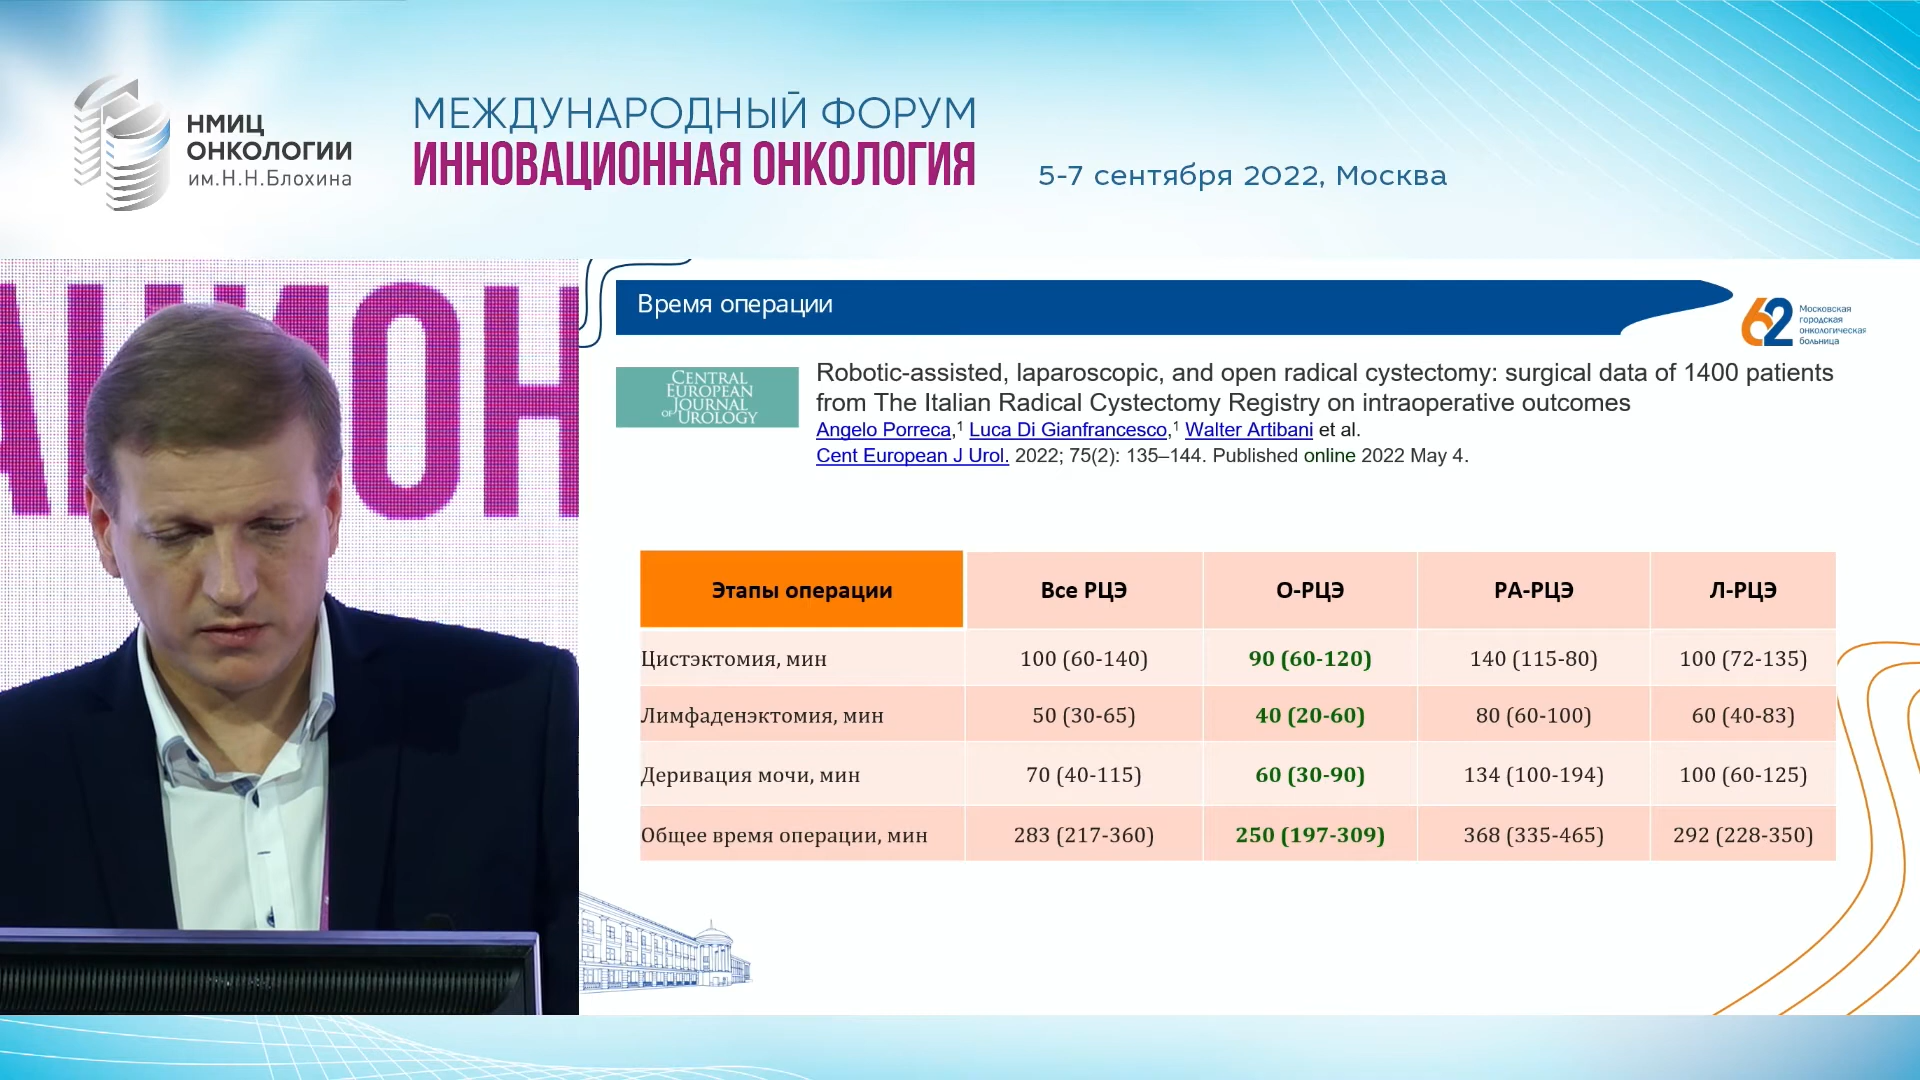 НМИЦ
ОНКОЛОГИИ
им.Н.Н.Блохина
МЕЖДУНАРОДНЫЙ ФОРУМ
ИННОВАЦИОННАЯ ОНКОЛОГИЯ
5-7 сентября 2022, Москва
АЦИОН
Время операции
62
Московская
городская
онкологическая
больница
CENTRAL
EUROPEAN
JOURNAL
OF UROLOGY
Robotic-assisted, laparoscopic, and open radical cystectomy: surgical data of 1400 patients
from The Italian Radical Cystectomy Registry on intraoperative outcomes
Angelo Porreca,¹ Luca Di Gianfrancesco,¹ Walter Artibani et al.
Cent European J Urol. 2022; 75(2): 135–144. Published online 2022 May 4.
Этапы операции Все РЦЭ О-РЦЭ РА-РЦЭ Л-РЦЭ
Цистэктомия, мин 100 (60-140) 90 (60-120) 140 (115-80) 100 (72-135)
Лимфаденэктомия, мин 50 (30-65) 40 (20-60) 80 (60-100) 60 (40-83)
Деривация мочи, мин 70 (40-115) 60 (30-90) 134 (100-194) 100 (60-125)
Общее время операции, мин 283 (217-360) 250 (197-309) 368 (335-465) 292 (228-350)